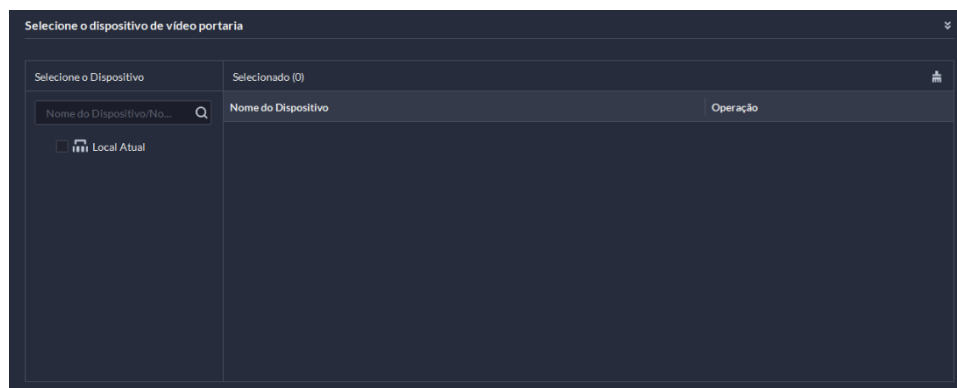 Selecione o dispositivo de vídeo portaria
Selecione o Dispositivo
Selecionado (0)
Nome do Dispositivo/No...
Nome do Dispositivo
Operação
Local Atual